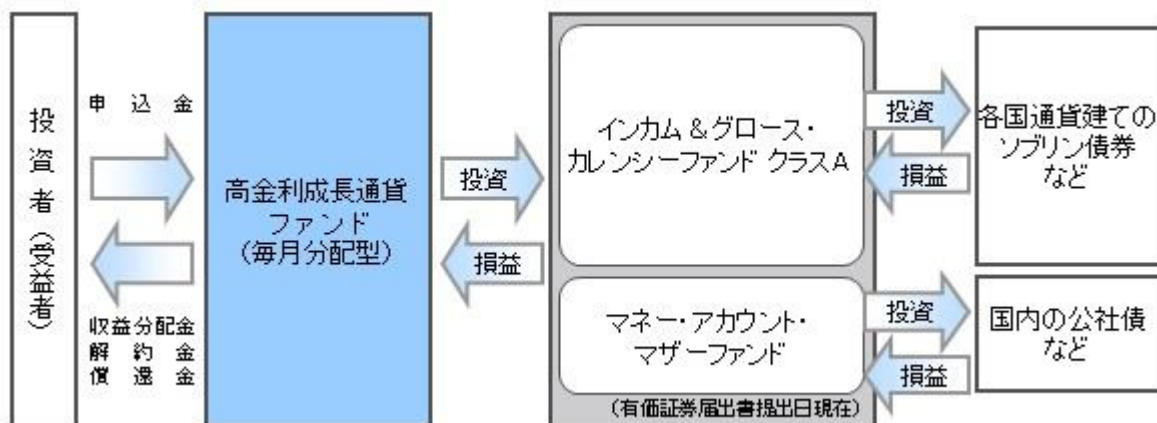 投資者（受益者）
申込金
収益分配金
解約金
償還金
高金利成長通貨
ファンド
（毎月分配型）
投資
損益
インカム＆グロース・
カレンシーファンド クラスA
マネー・アカウント・
マザーファンド
（有価証券届出書提出日現在）
投資
損益
投資
損益
各国通貨建ての
ソブリン債券
など
国内の公社債
など